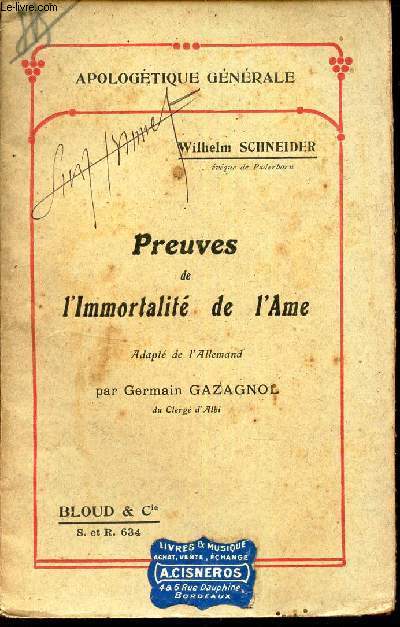 LE-LIVRE.FR
APOLOGÉTIQUE GÉNÉRALE
Wilhelm SCHNEIDER
évêque de Paderborn
Preuves
de
l'Immortalité de l'Ame
Adapté de l'Allemand
par Germain GAZAGNOL
du Clergé d'Albi
BLOUD & Cie
S. et R. 634
LIVRES & MUSIQUE
ACHAT, VENTE, ÉCHANGE
A. CISNEROS
4 & 6 Rue Dauphine
BORDEAUX